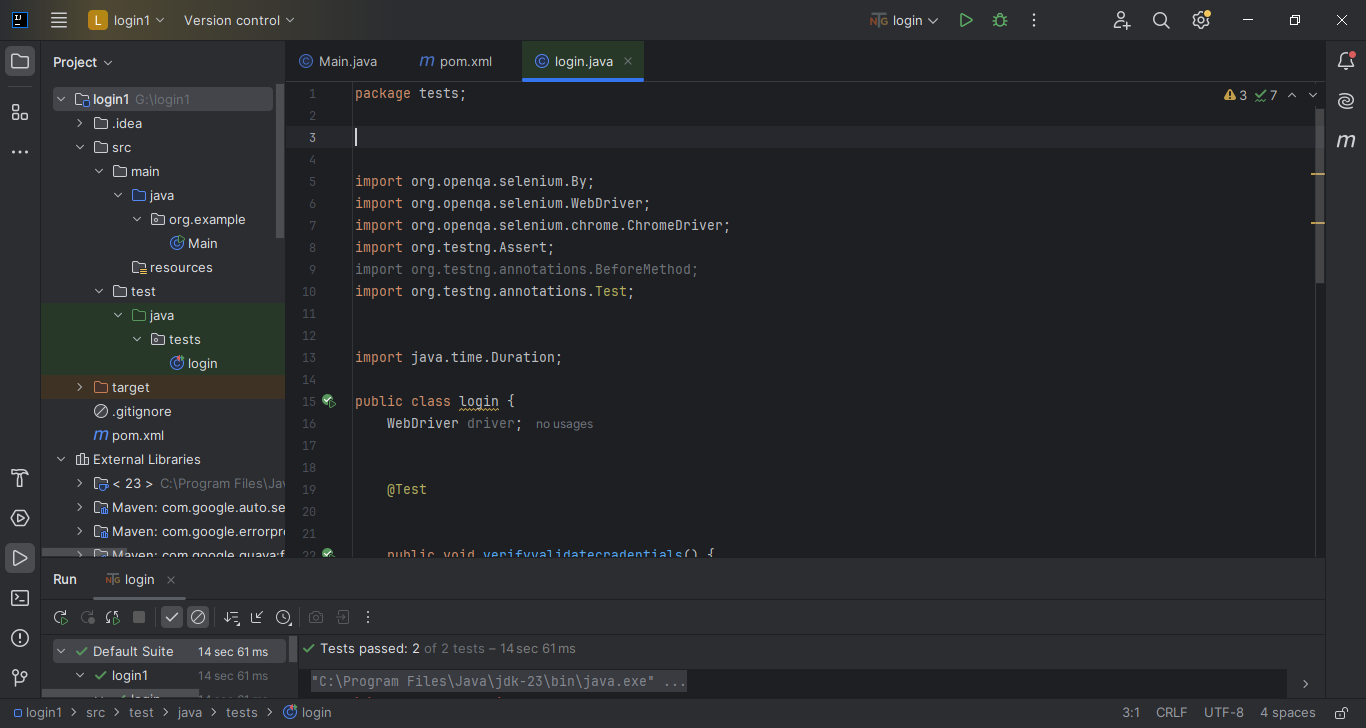 L login1 Version control login
Project
Main.java
pom.xml
login.java
login1 G:\login1
.idea
src
main
java
org.example
Main
resources
test
java
tests
login
target
.gitignore
pom.xml
External Libraries
< 23 > C:\Program Files\Jav
Maven: com.google.auto.se
Maven: com.google.errorpro
Maven: com.google.guava:f
3 7
1 package tests;
2
3
4
5 import org.openqa.selenium.By;
6 import org.openqa.selenium.WebDriver;
7 import org.openqa.selenium.chrome.ChromeDriver;
8 import org.testng.Assert;
9 import org.testng.annotations.BeforeMethod;
10 import org.testng.annotations.Test;
11
12
13 import java.time.Duration;
14
15 public class login {
16 WebDriver driver; no usages
17
18
19 @Test
20
21
22 public void verifyvalidatecradentials() {
Run login
Default Suite 14 sec 61 ms
login1 14 sec 61 ms
login 14 sec 61 ms
Tests passed: 2 of 2 tests – 14 sec 61 ms
"C:\Program Files\Java\jdk-23\bin\java.exe" ...
login1 > src > test > java > tests > login
3:1 CRLF UTF-8 4 spaces